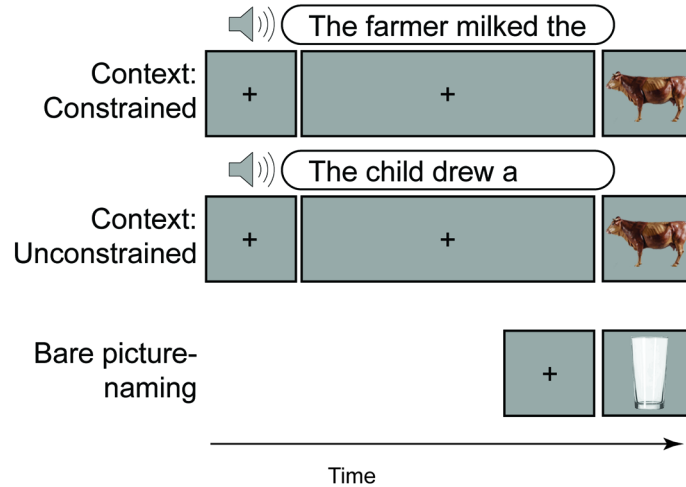 The farmer milked the
Context:
Constrained
The child drew a
Context:
Unconstrained
Bare picture-
naming
Time